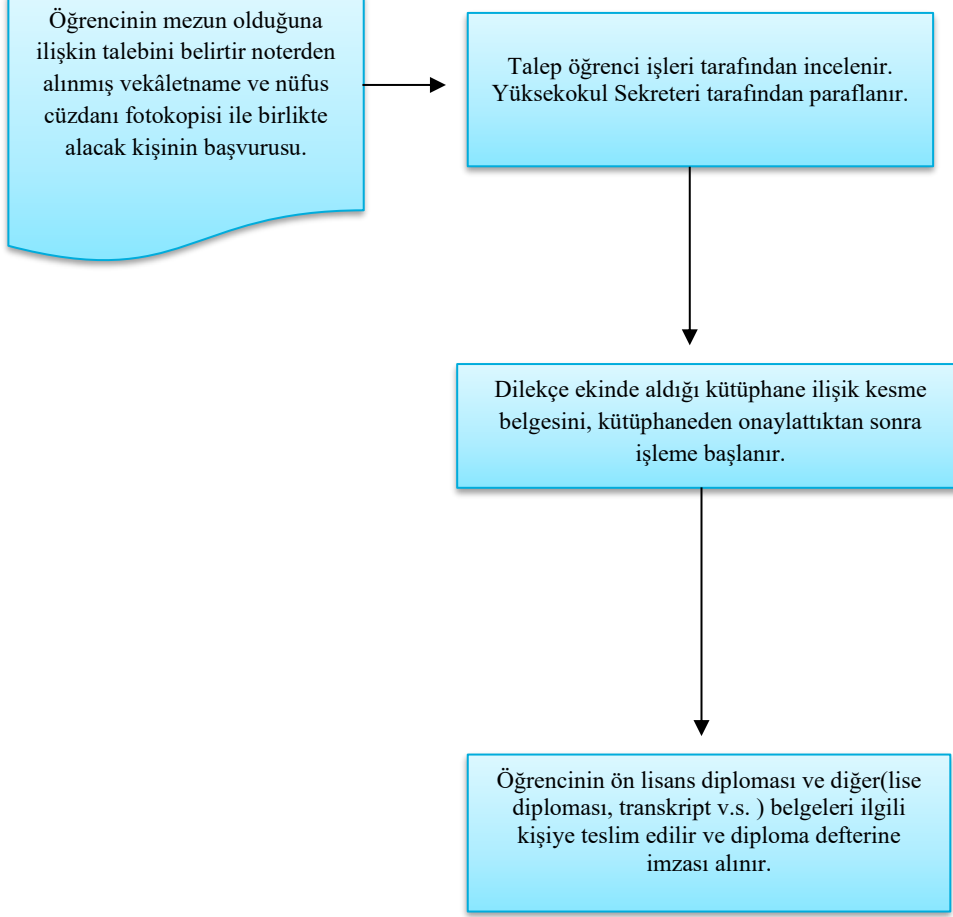 Öğrencinin mezun olduğuna
ilişkin talebini belirtir noterden
alınmış vekâletname ve nüfus
cüzdanı fotokopisi ile birlikte
alacak kişinin başvurusu.
Talep öğrenci işleri tarafından incelenir.
Yüksekokul Sekreteri tarafından paraflanır.
Dilekçe ekinde aldığı kütüphane ilişik kesme
belgesini, kütüphaneden onaylattıktan sonra
işleme başlanır.
Öğrencinin ön lisans diploması ve diğer(lise
diploması, transkript v.s. ) belgeleri ilgili
kişiye teslim edilir ve diploma defterine
imzası alınır.